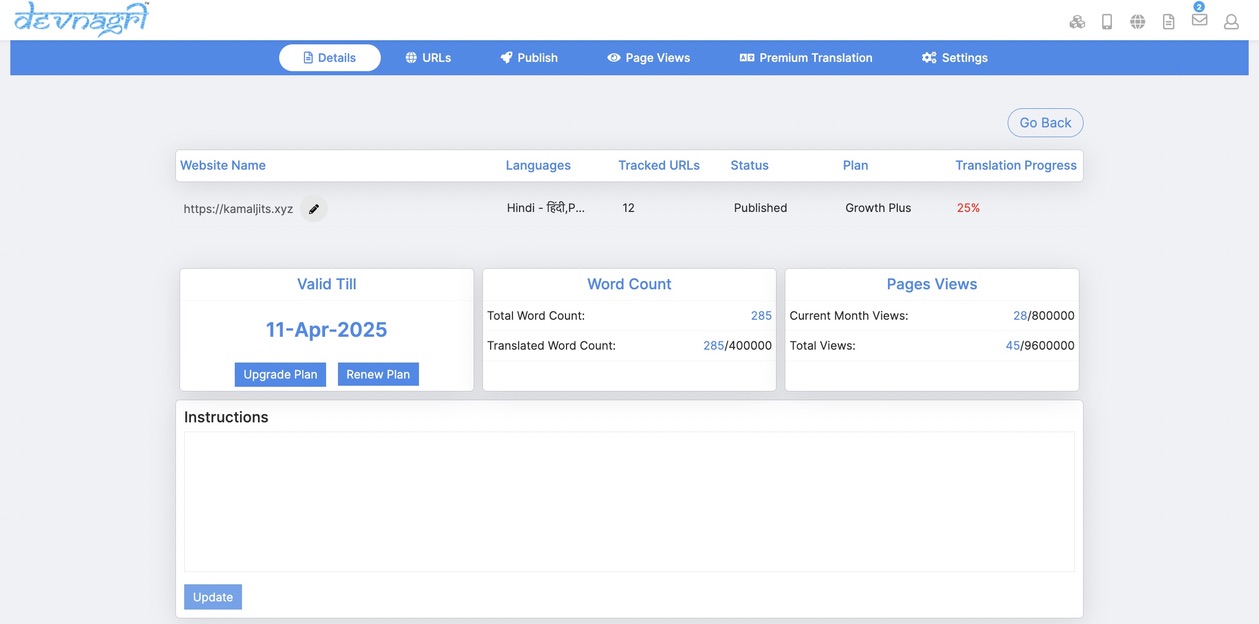 devnagri
2
Details URLs Publish Page Views Premium Translation Settings
Go Back
Website Name Languages Tracked URLs Status Plan Translation Progress
https://kamaljits.xyz Hindi - हिंदी,P... 12 Published Growth Plus 25%
Valid Till Word Count Pages Views
Total Word Count: 285 Current Month Views: 28/800000
11-Apr-2025
Translated Word Count: 285/400000 Total Views: 45/9600000
Upgrade Plan Renew Plan
Instructions
Update